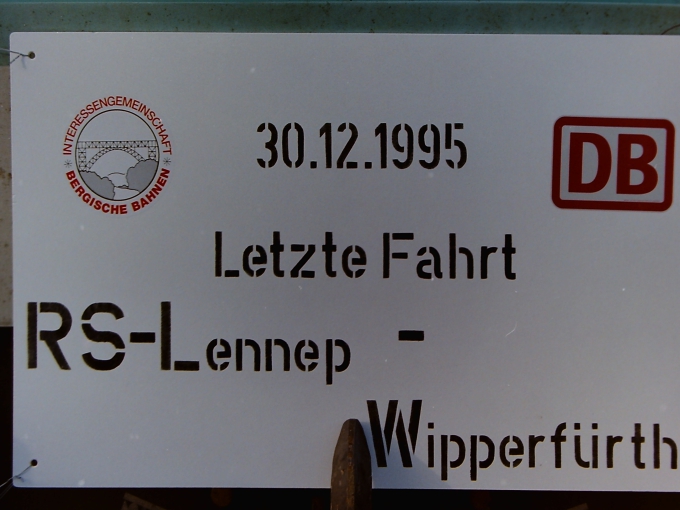 INTERESSENGEMEINSCHAFT
* BERGISCHE BAHNEN *
30.12.1995
DB
Letzte Fahrt
RS-Lennep -
Wipperfürth